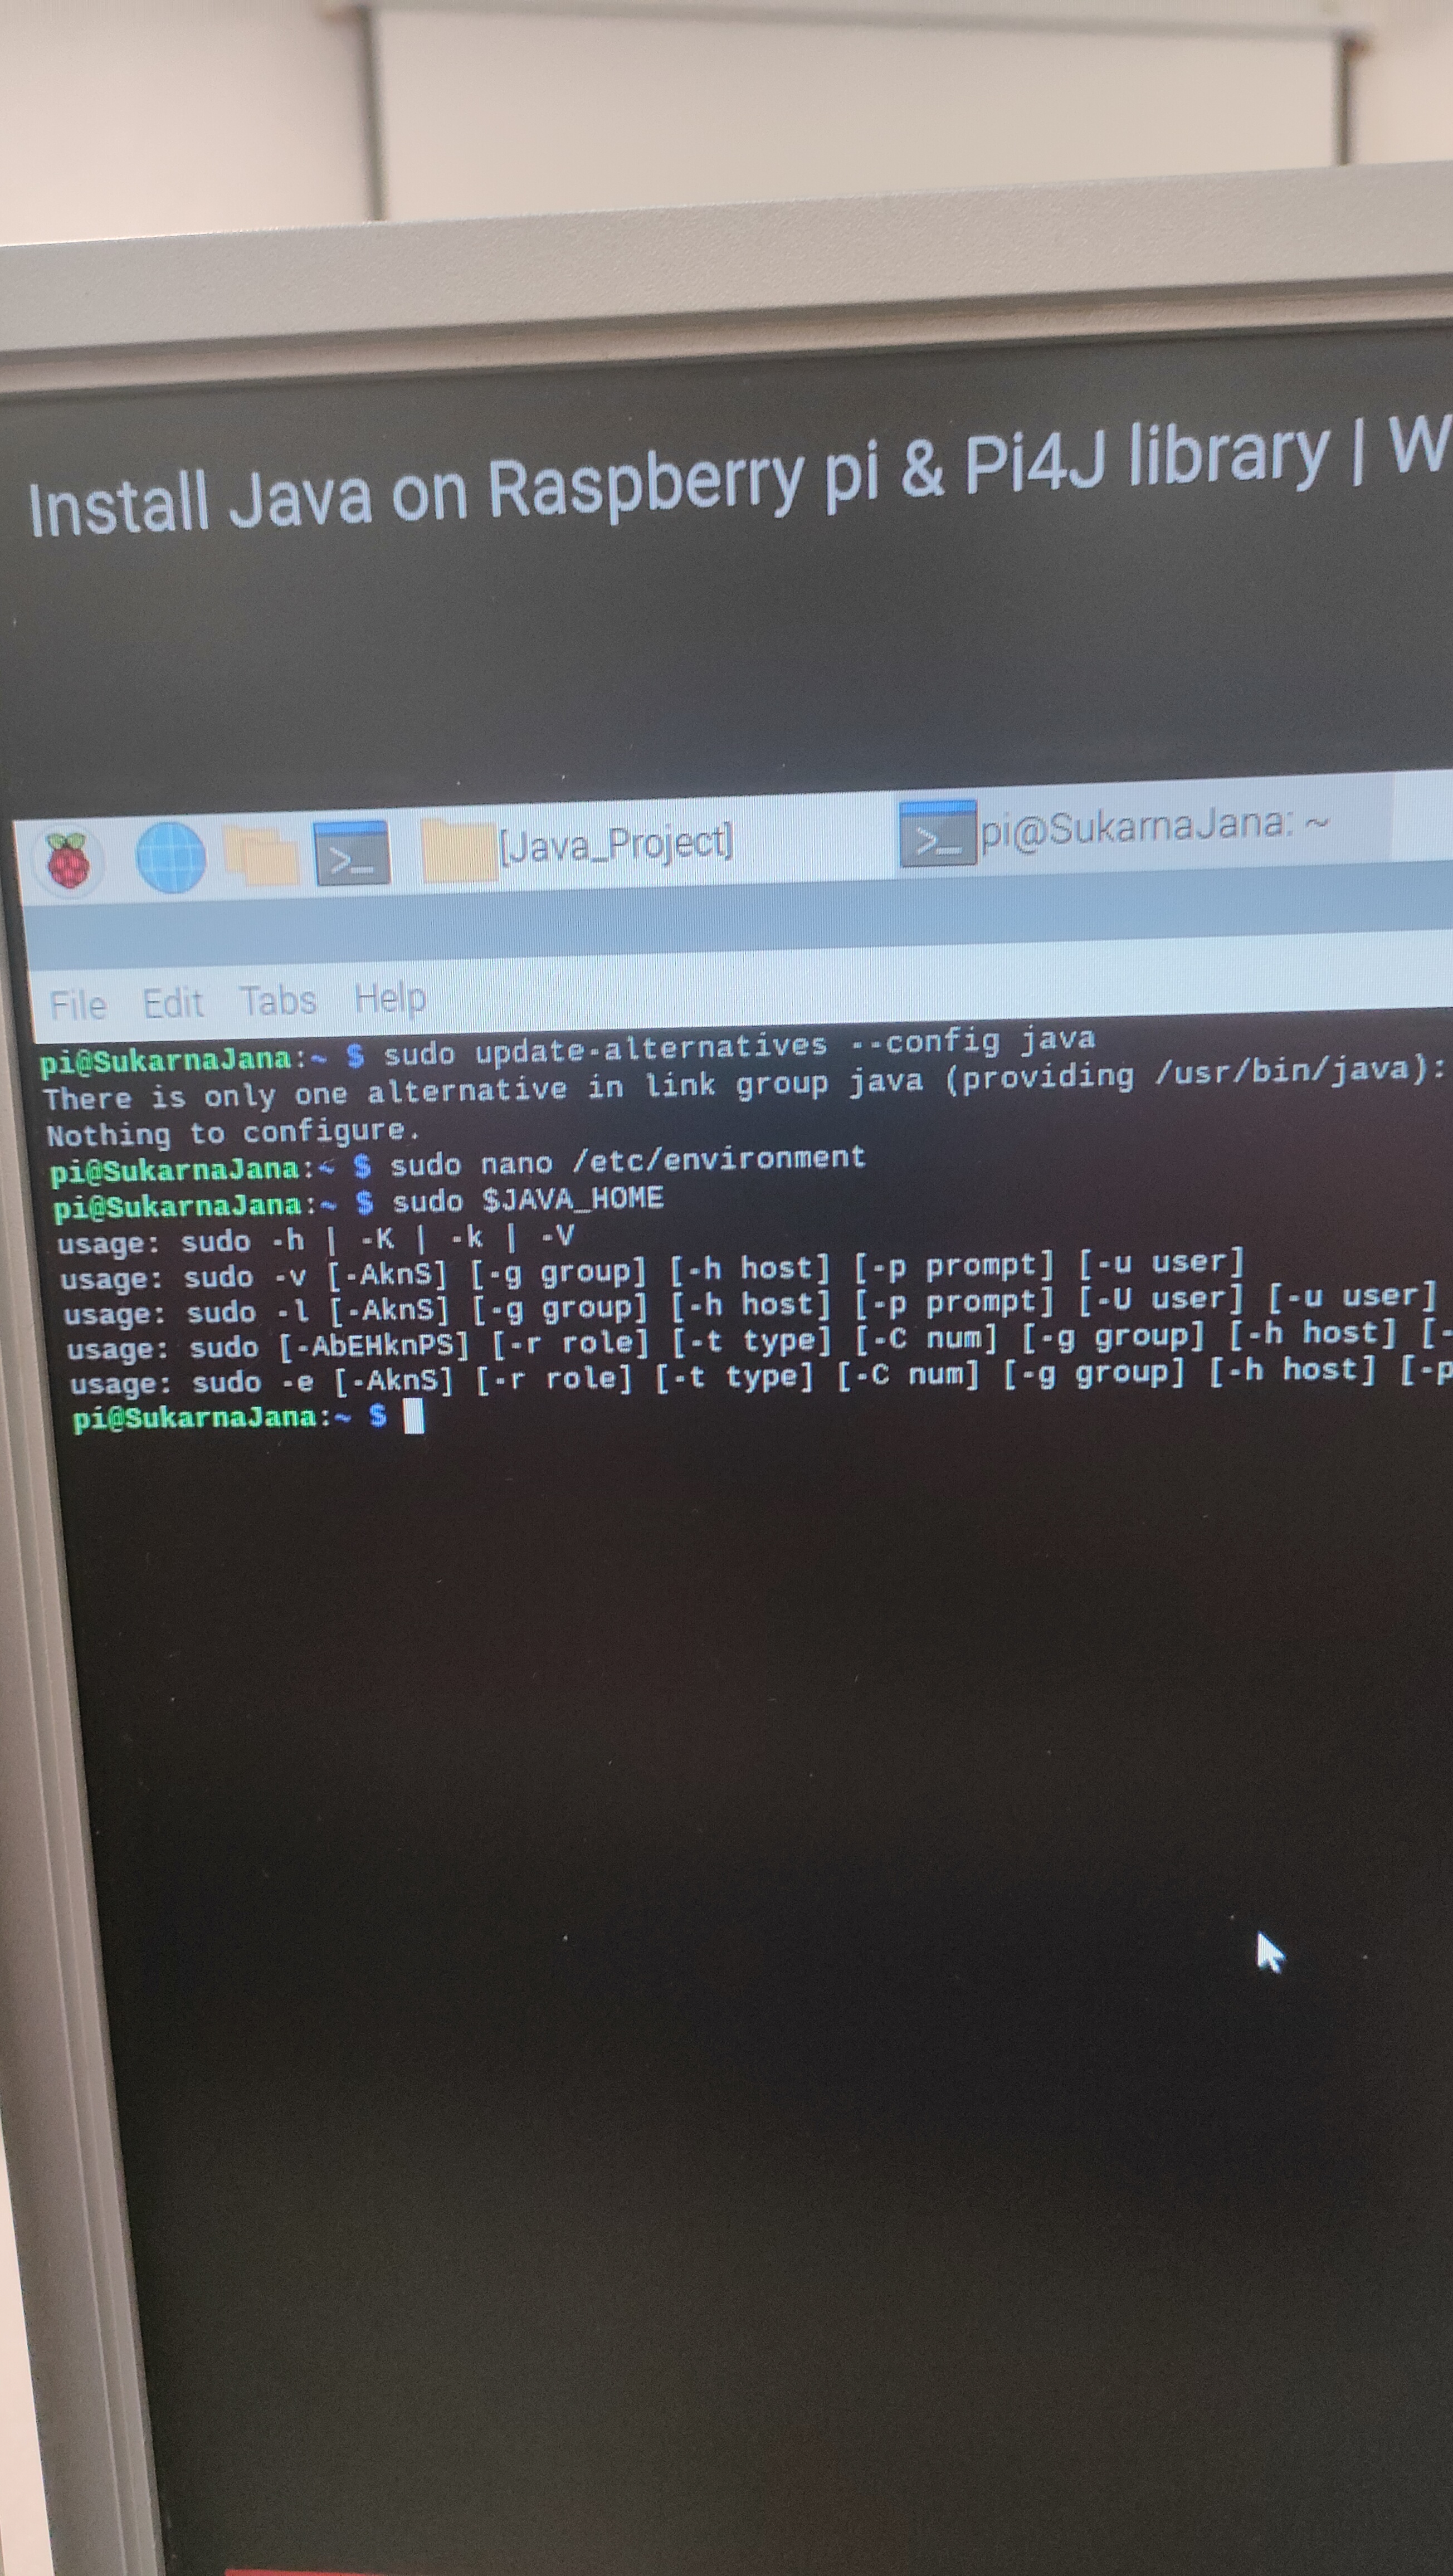 Install Java on Raspberry pi & Pi4J library | W
[Java_Project]
pi@SukarnaJana: ~
File Edit Tabs Help
pi@SukarnaJana:~ $ sudo update-alternatives --config java
There is only one alternative in link group java (providing /usr/bin/java):
Nothing to configure.
pi@SukarnaJana:~ $ sudo nano /etc/environment
pi@SukarnaJana:~ $ sudo $JAVA_HOME
usage: sudo -h | -K | -k | -V
usage: sudo -v [-AknS] [-g group] [-h host] [-p prompt] [-u user]
usage: sudo -l [-AknS] [-g group] [-h host] [-p prompt] [-U user] [-u user]
usage: sudo [-AbEHknPS] [-r role] [-t type] [-C num] [-g group] [-h host] [-
usage: sudo -e [-AknS] [-r role] [-t type] [-C num] [-g group] [-h host] [-p
pi@SukarnaJana:~ $